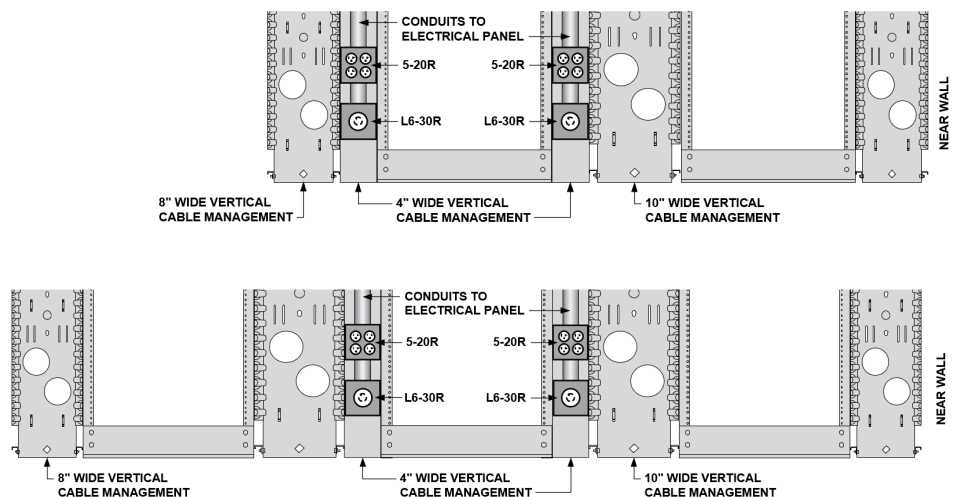 CONDUITS TO
ELECTRICAL PANEL
5-20R
5-20R
L6-30R
L6-30R
NEAR WALL
8" WIDE VERTICAL
CABLE MANAGEMENT
4" WIDE VERTICAL
CABLE MANAGEMENT
10" WIDE VERTICAL
CABLE MANAGEMENT
CONDUITS TO
ELECTRICAL PANEL
5-20R
5-20R
L6-30R
L6-30R
NEAR WALL
8" WIDE VERTICAL
CABLE MANAGEMENT
4" WIDE VERTICAL
CABLE MANAGEMENT
10" WIDE VERTICAL
CABLE MANAGEMENT